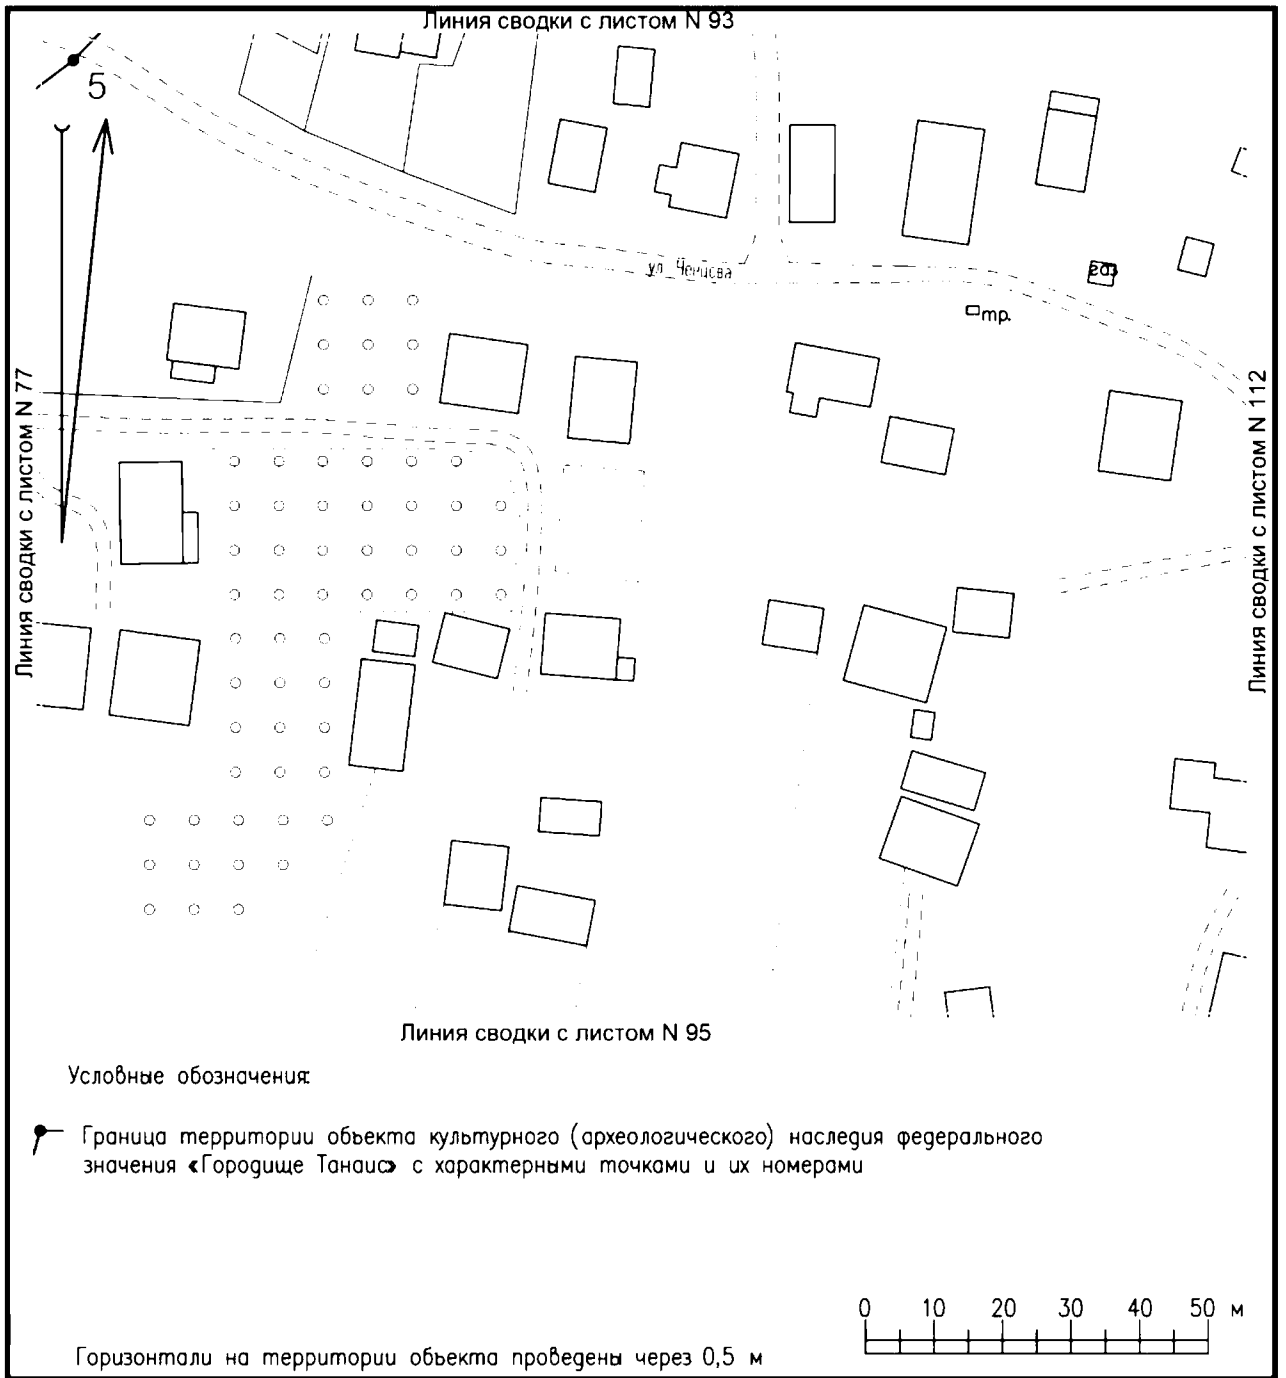 Линия сводки с листом N 93
5
ул. Ченцова
газ
тр.
Линия сводки с листом N 77
Линия сводки с листом N 112
Линия сводки с листом N 95
Условные обозначения:
Граница территории объекта культурного (археологического) наследия федерального
значения «Городище Танаис» с характерными точками и их номерами
0 10 20 30 40 50 м
Горизонтали на территории объекта проведены через 0,5 м